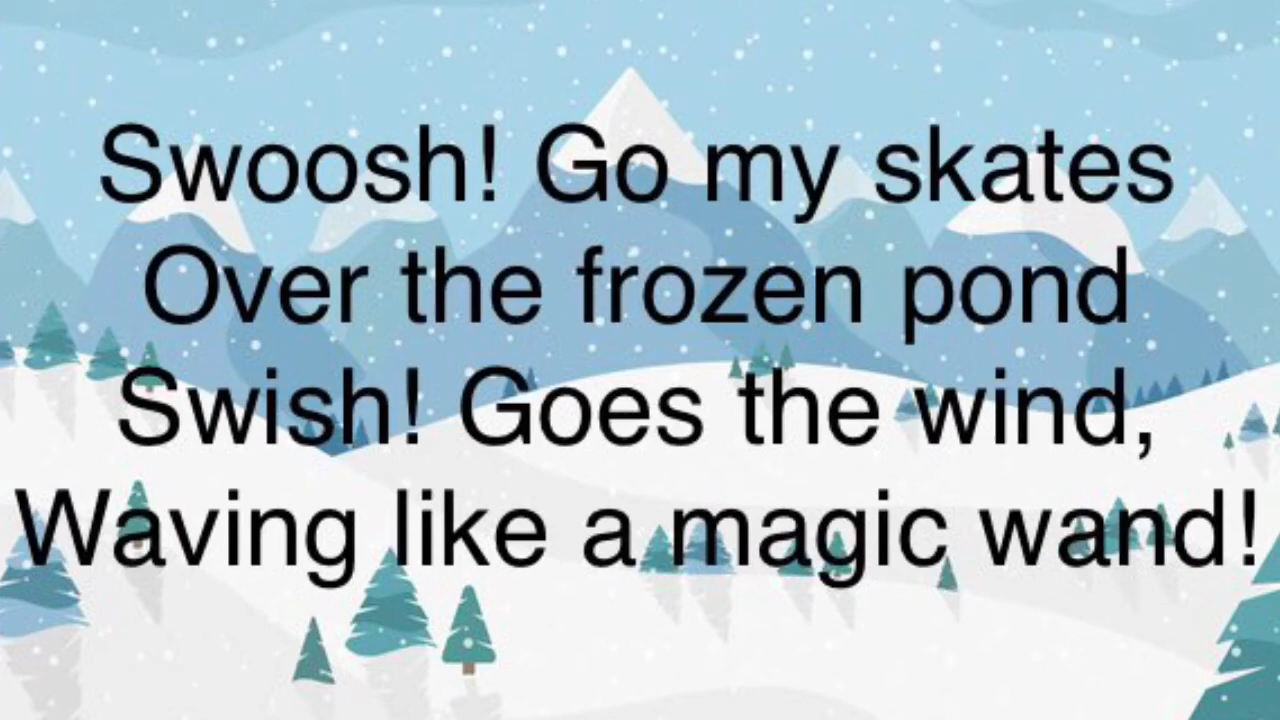 Swoosh! Go my skates
Over the frozen pond
Swish! Goes the wind,
Waving like a magic wand!